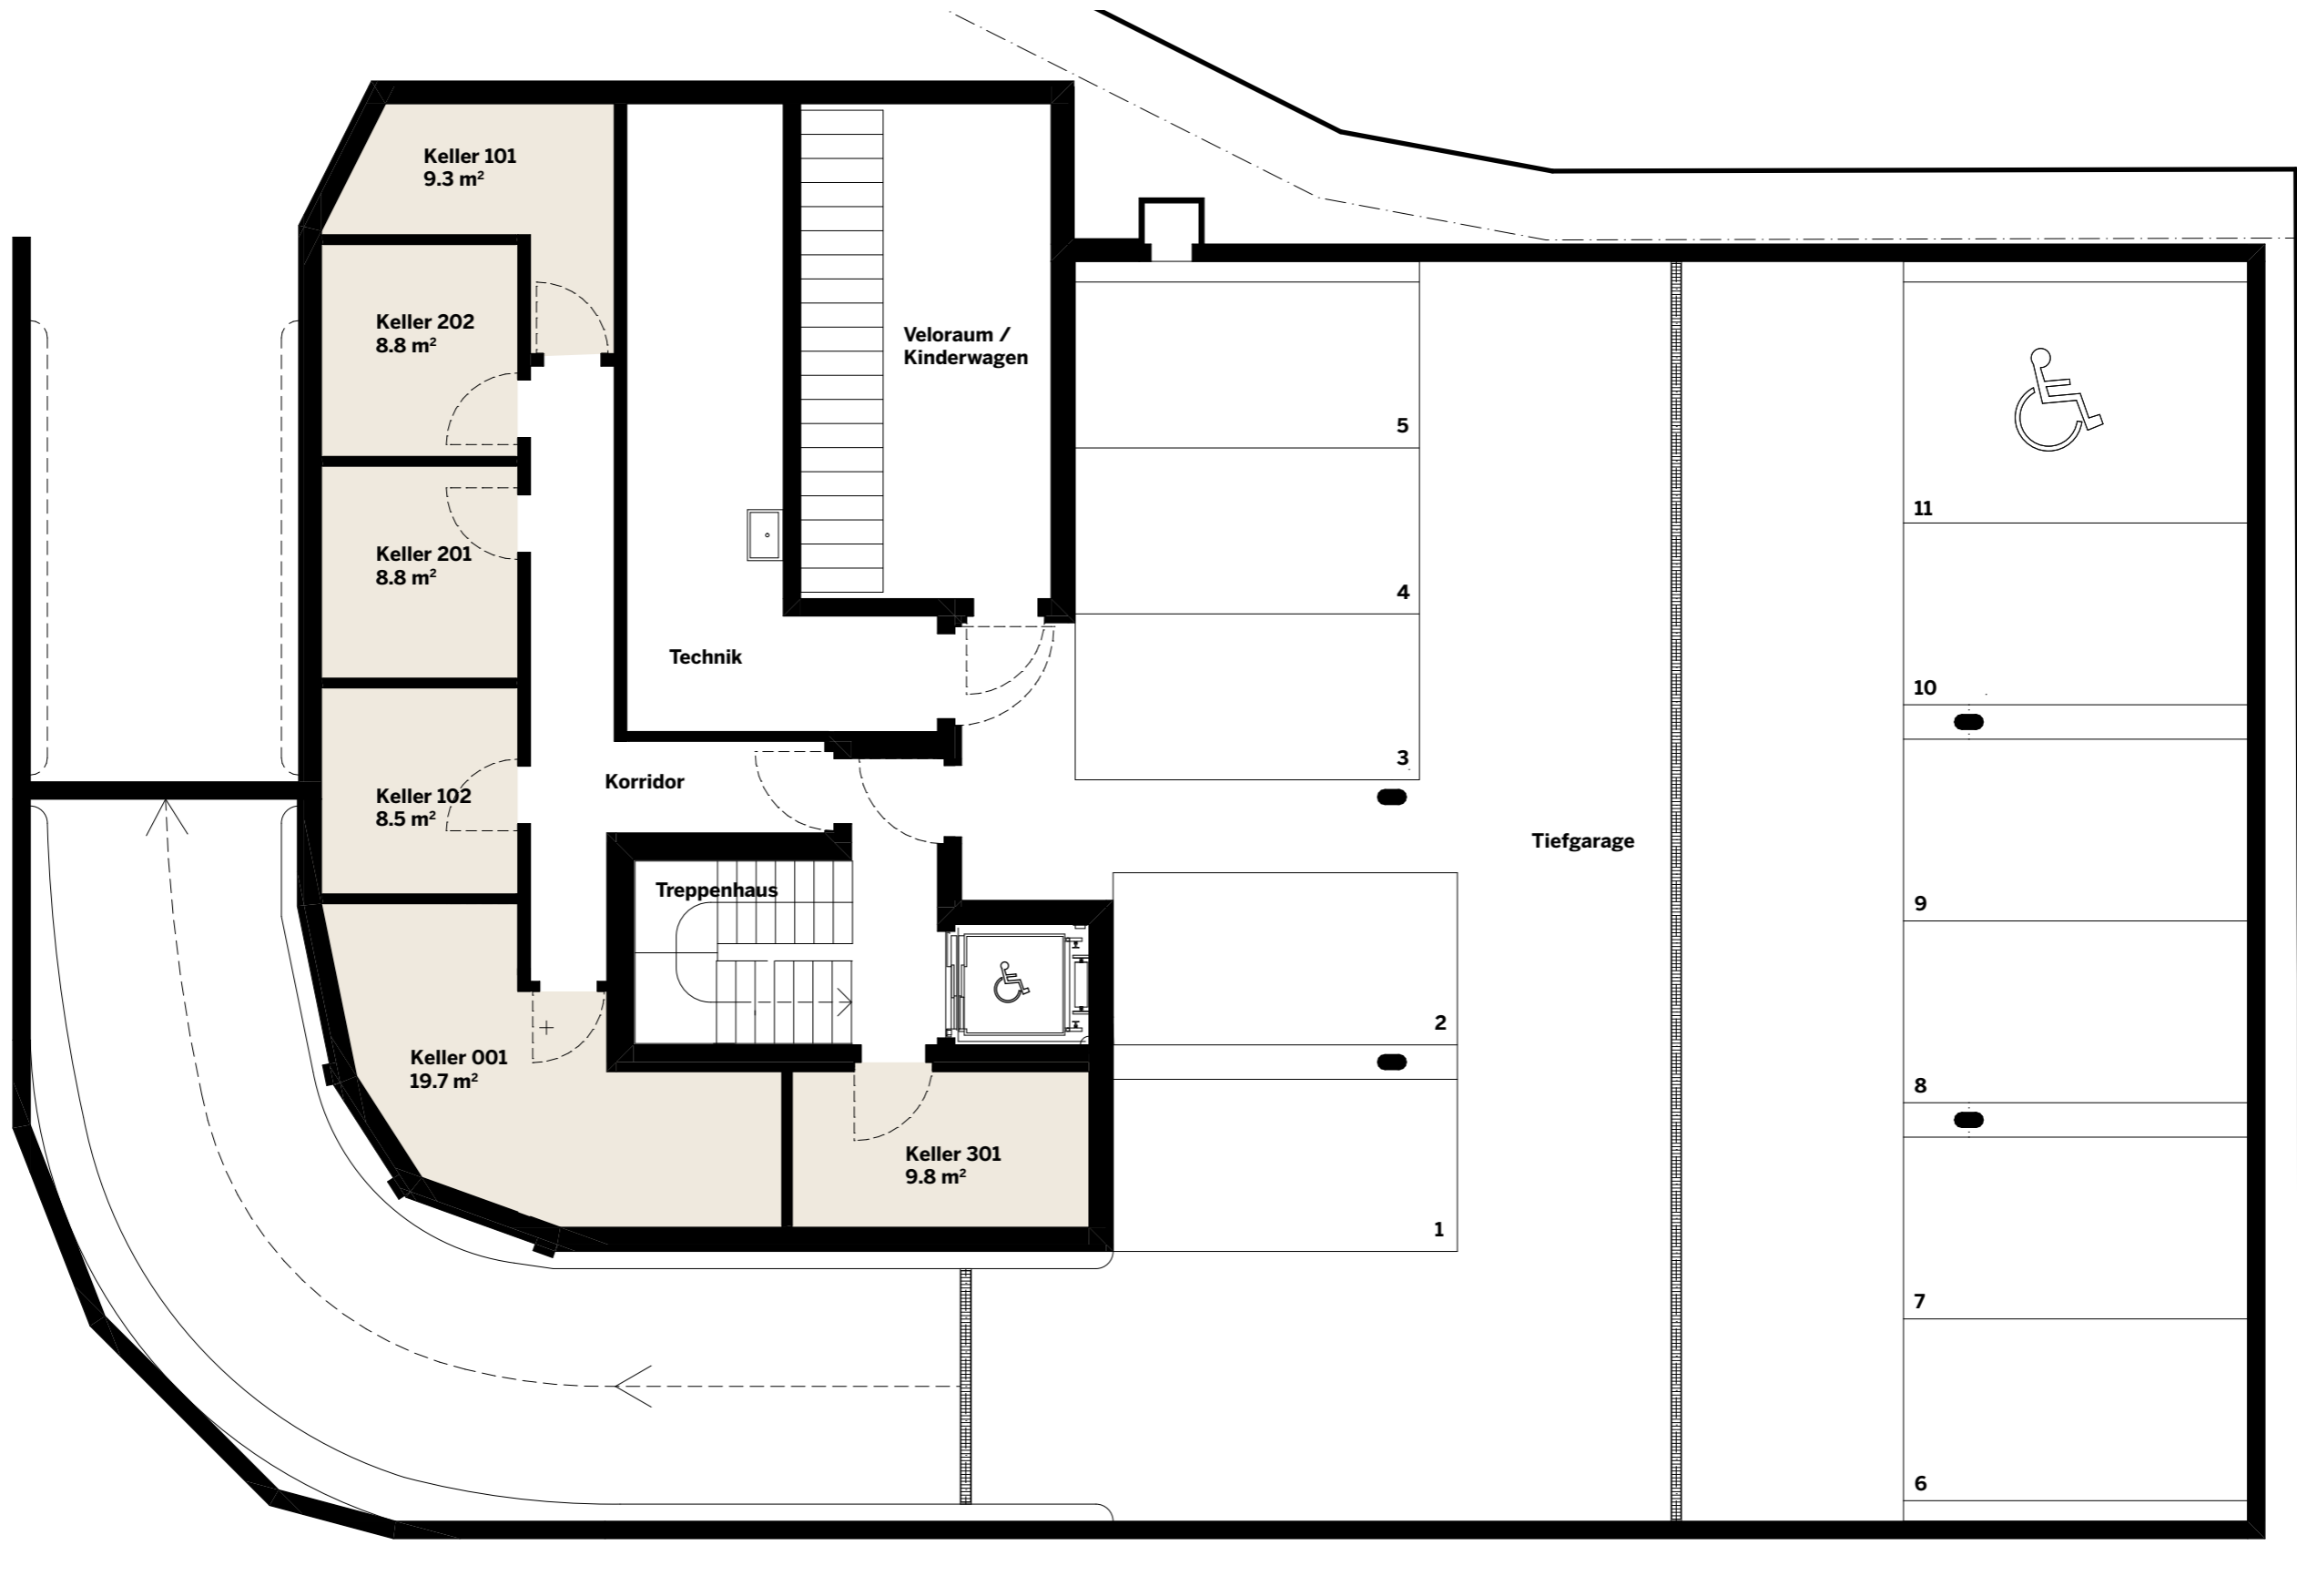 Keller 101
9.3 m²
Keller 202
8.8 m²
Veloraum /
Kinderwagen
5
11
Keller 201
8.8 m²
4
Technik
10
3
Korridor
Keller 102
8.5 m²
Tiefgarage
Treppenhaus
9
2
Keller 001
19.7 m²
8
Keller 301
9.8 m²
1
7
6